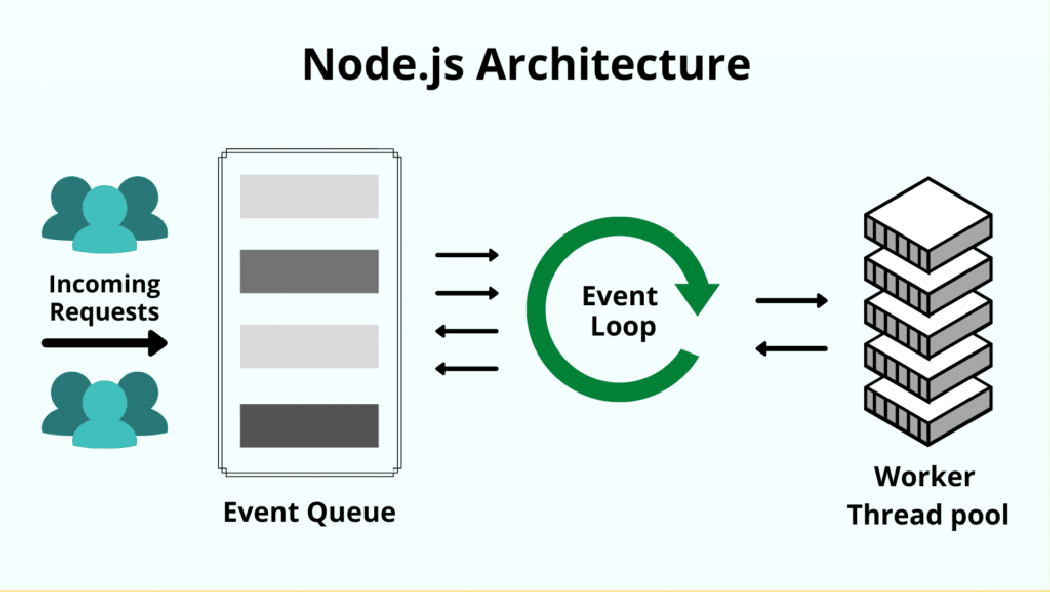 Node.js Architecture
Incoming
Requests
Event Queue
Event
Loop
Worker
Thread pool